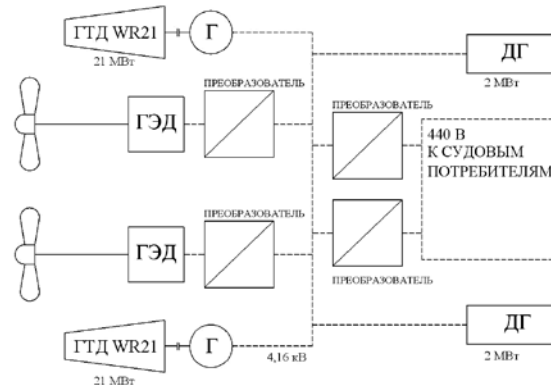 ГТД WR21
Г
ДГ
21 МВт
2 МВт
ПРЕОБРАЗОВАТЕЛЬ
ПРЕОБРАЗОВАТЕЛЬ
ГЭД
440 В
К СУДОВЫМ
ПОТРЕБИТЕЛЯМ
ПРЕОБРАЗОВАТЕЛЬ
ГЭД
ПРЕОБРАЗОВАТЕЛЬ
ГТД WR21
Г
ДГ
4,16 кВ
2 МВт
21 МВт